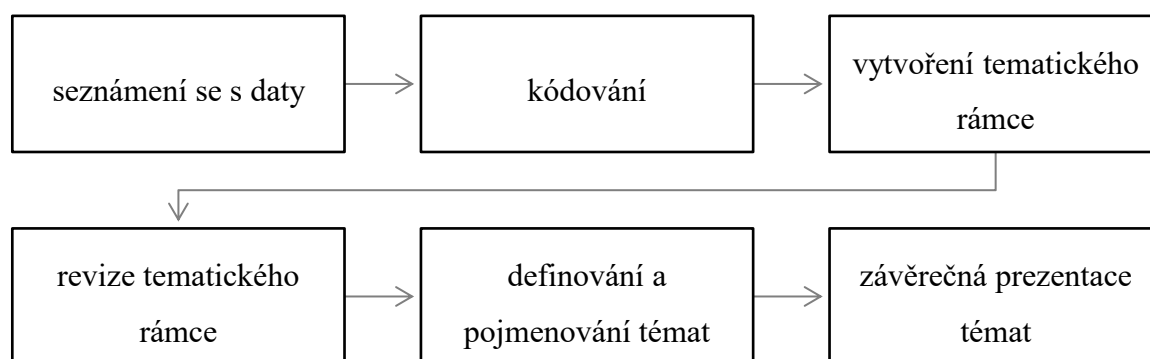 seznámení se s daty
kódování
vytvoření tematického
rámce
revize tematického
rámce
definování a
pojmenování témat
závěrečná prezentace
témat